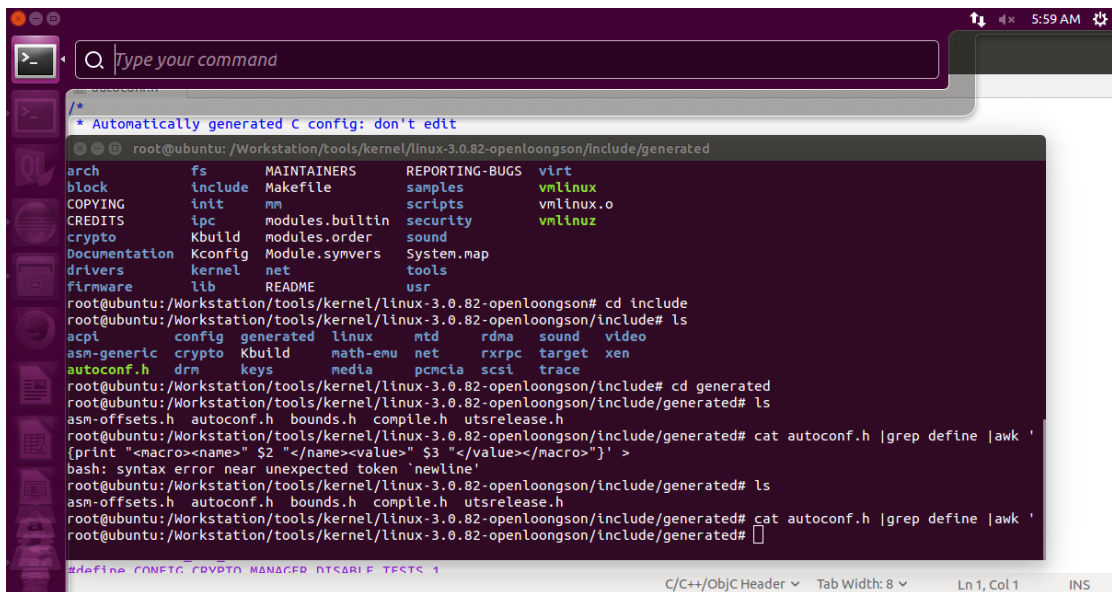 5:59 AM
Type your command
/*
* Automatically generated C config: don't edit
root@ubuntu: /Workstation/tools/kernel/linux-3.0.82-openloongson/include/generated
arch fs MAINTAINERS REPORTING-BUGS virt
block include Makefile samples vmlinux
COPYING init mm scripts vmlinux.o
CREDITS ipc modules.builtin security vmlinuz
crypto Kbuild modules.order sound
Documentation Kconfig Module.symvers System.map
drivers kernel net tools
firmware lib README usr
root@ubuntu:/Workstation/tools/kernel/linux-3.0.82-openloongson# cd include
root@ubuntu:/Workstation/tools/kernel/linux-3.0.82-openloongson/include# ls
acpi config generated linux mtd rdma sound video
asm-generic crypto Kbuild math-emu net rxrpc target xen
autoconf.h drm keys media pcmcia scsi trace
root@ubuntu:/Workstation/tools/kernel/linux-3.0.82-openloongson/include# cd generated
root@ubuntu:/Workstation/tools/kernel/linux-3.0.82-openloongson/include/generated# ls
asm-offsets.h autoconf.h bounds.h compile.h utsrelease.h
root@ubuntu:/Workstation/tools/kernel/linux-3.0.82-openloongson/include/generated# cat autoconf.h |grep define |awk '
{print "<macro><name>" $2 "</name><value>" $3 "</value></macro>"}' >
bash: syntax error near unexpected token `newline'
root@ubuntu:/Workstation/tools/kernel/linux-3.0.82-openloongson/include/generated# ls
asm-offsets.h autoconf.h bounds.h compile.h utsrelease.h
root@ubuntu:/Workstation/tools/kernel/linux-3.0.82-openloongson/include/generated# cat autoconf.h |grep define |awk '
root@ubuntu:/Workstation/tools/kernel/linux-3.0.82-openloongson/include/generated#
#define CONFIG_CRYPTO_MANAGER_DISABLE_TESTS 1
C/C++/ObjC Header Tab Width: 8 Ln 1, Col 1 INS